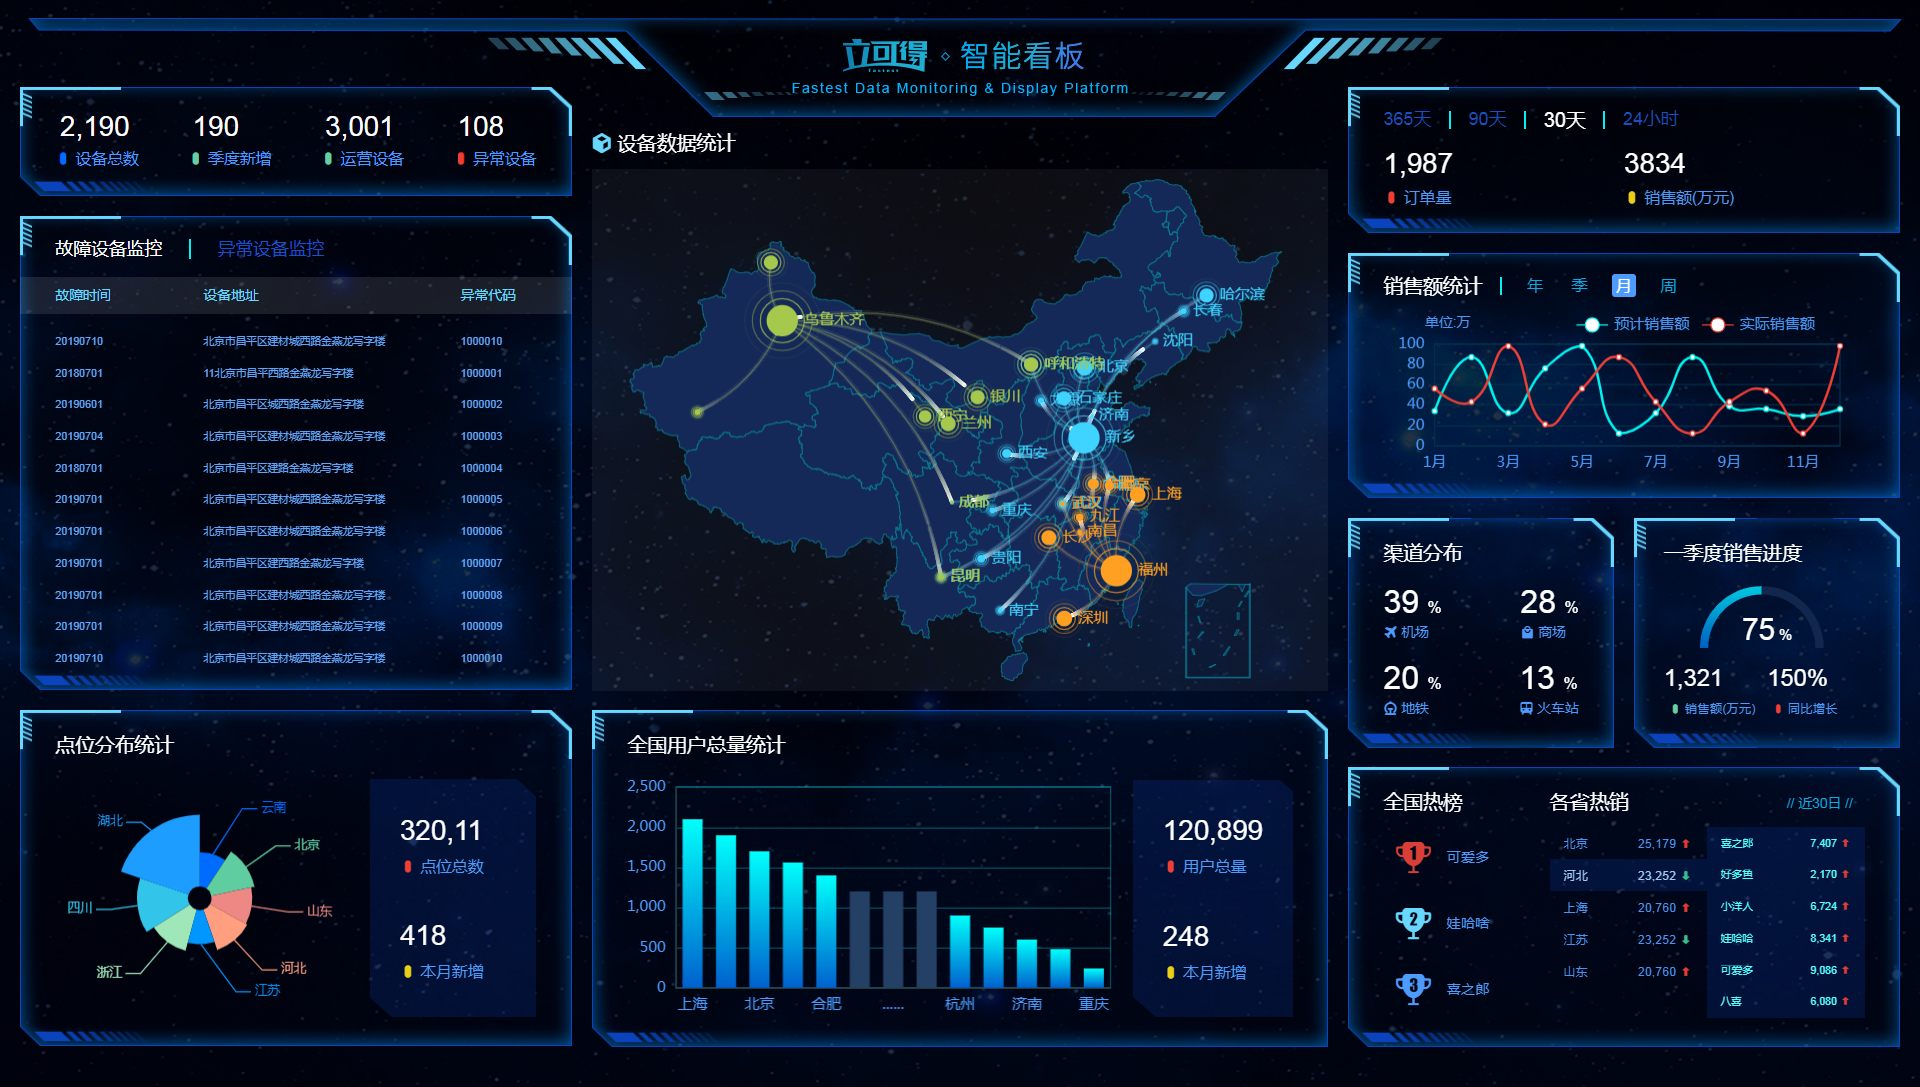 立可得 智能看板
Fastest Data Monitoring & Display Platform
2,190 190 3,001 108
设备总数 季度新增 运营设备 异常设备
故障设备监控 异常设备监控
故障时间 设备地址 异常代码
20190710 北京市昌平区建材城西路金燕龙写字楼 1000010
20180701 11北京市昌平西路金燕龙写字楼 1000001
20190601 北京市昌平区城西路金燕龙写字楼 1000002
20190704 北京市昌平区建材城西路金燕龙写字楼 1000003
20180701 北京市昌平区建路金燕龙写字楼 1000004
20190701 北京市昌平区建材城西路金燕龙写字楼 1000005
20190701 北京市昌平区建材城西路金燕龙写字楼 1000006
20190701 北京市昌平区建西路金燕龙写字楼 1000007
20190701 北京市昌平区建材城西路金燕龙写字楼 1000008
20190701 北京市昌平区建材城西路金燕龙写字楼 1000009
20190710 北京市昌平区建材城西路金燕龙写字楼 1000010
点位分布统计
云南
湖北
北京
四川
山东
浙江
河北
江苏
320,11
点位总数
418
本月新增
设备数据统计
哈尔滨
长春
乌鲁木齐
沈阳
呼和浩特
北京
银川
石家庄
西宁
济南
兰州
新乡
西安
上海
成都
武汉
重庆
九江
南昌
长沙
贵阳
福州
昆明
南宁
深圳
全国用户总量统计
2,500
2,000
1,500
1,000
500
0
上海 北京 合肥 ...... 杭州 济南 重庆
120,899
用户总量
248
本月新增
365天 90天 30天 24小时
1,987 3834
订单量 销售额(万元)
销售额统计 年 季 月 周
单位:万 预计销售额 实际销售额
100
80
60
40
20
0
1月 3月 5月 7月 9月 11月
渠道分布
39 % 28 %
机场 商场
20 % 13 %
地铁 火车站
一季度销售进度
75 %
1,321 150%
销售额(万元) 同比增长
全国热榜
1 可爱多
2 娃哈啥
3 喜之郎
各省热销 // 近30日 //
北京 25,179
河北 23,252
上海 20,760
江苏 23,252
山东 20,760
喜之郎 7,407
好多鱼 2,170
小洋人 6,724
娃哈哈 8,341
可爱多 9,086
八喜 6,080